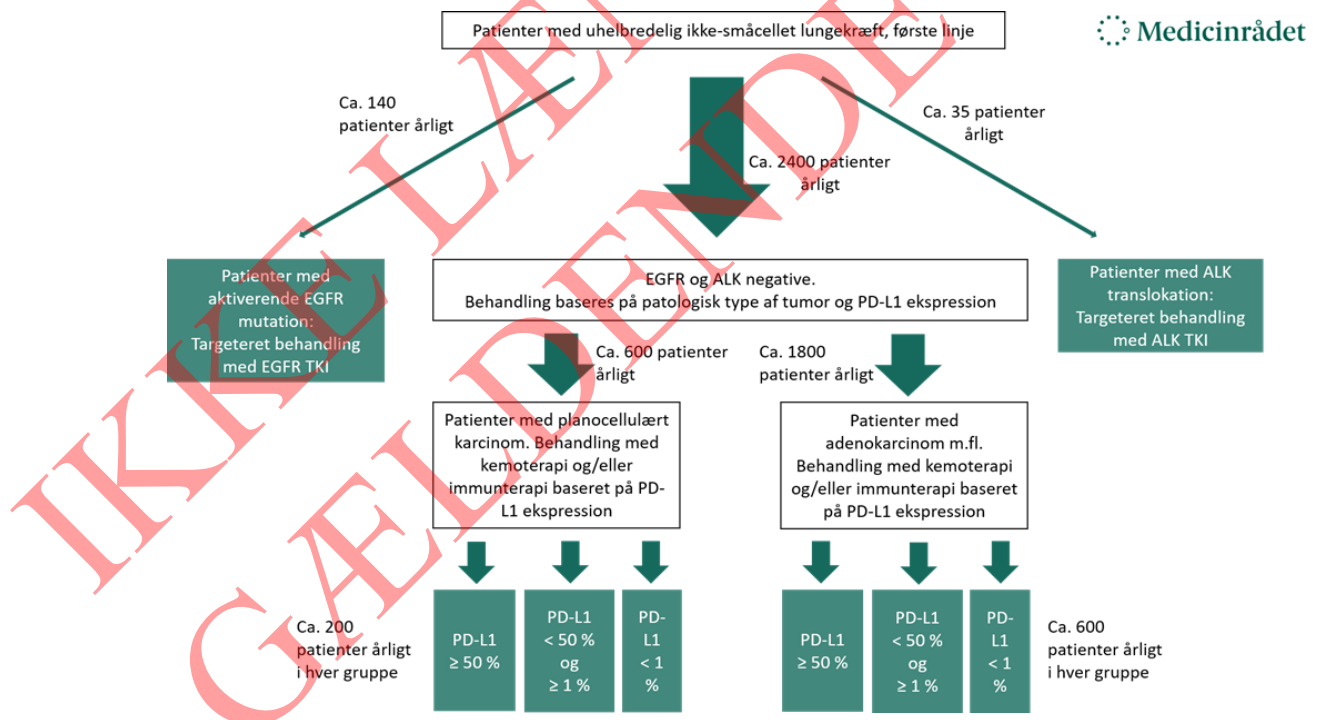 Patienter med uhelbredelig ikke-småcellet lungekræft, første linje
Medicinrådet
Ca. 140
patienter årligt
Ca. 2400 patienter
årligt
Ca. 35 patienter
årligt
Patienter med
aktiverende EGFR
mutation:
Targeteret behandling
med EGFR TKI
EGFR og ALK negative.
Behandling baseres på patologisk type af tumor og PD-L1 ekspression
Patienter med ALK
translokation:
Targeteret behandling
med ALK TKI
Ca. 600 patienter
årligt
Ca. 1800
patienter årligt
Patienter med planocellulært
karcinom. Behandling med
kemoterapi og/eller
immunterapi baseret på PD-
L1 ekspression
Patienter med
adenokarcinom m.fl.
Behandling med kemoterapi
og/eller immunterapi baseret
på PD-L1 ekspression
Ca. 200
patienter årligt
i hver gruppe
PD-L1
≥ 50 %
PD-L1
< 50 %
og
≥ 1 %
PD-
L1
< 1
%
PD-L1
≥ 50 %
PD-L1
< 50 %
og
≥ 1 %
PD-
L1
< 1
%
Ca. 600
patienter årligt
i hver gruppe
IKKE LÆN
GÆLDENDE